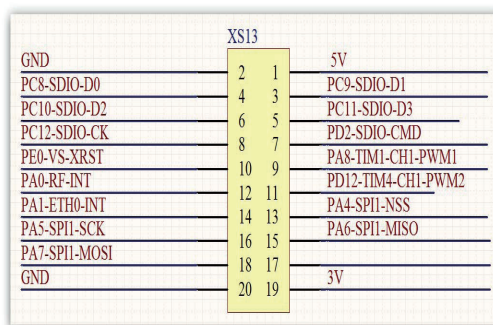 XS13
GND 2 1 5V
PC8-SDIO-D0 4 3 PC9-SDIO-D1
PC10-SDIO-D2 6 5 PC11-SDIO-D3
PC12-SDIO-CK 8 7 PD2-SDIO-CMD
PE0-VS-XRST 10 9 PA8-TIM1-CH1-PWM1
PA0-RF-INT 12 11 PD12-TIM4-CH1-PWM2
PA1-ETH0-INT 14 13 PA4-SPI1-NSS
PA5-SPI1-SCK 16 15 PA6-SPI1-MISO
PA7-SPI1-MOSI 18 17
GND 20 19 3V